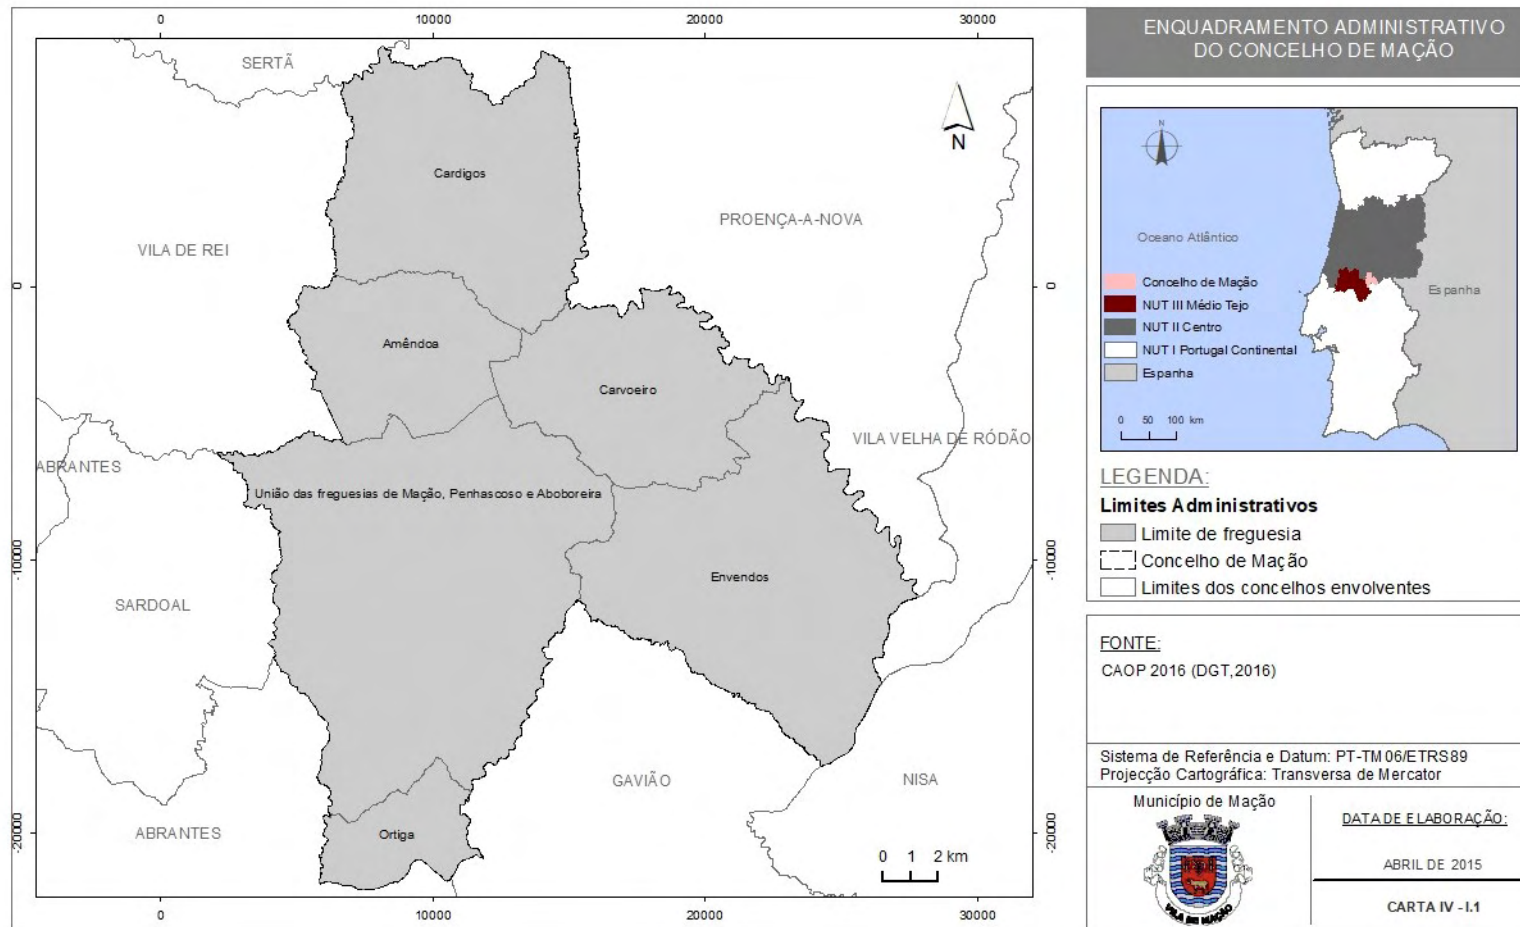 0
10000
20000
30000
SERTÃ
Cardigos
N
PROENÇA-A-NOVA
VILA DE REI
0
0
Amêndoa
Carvoeiro
VILA VELHA DE RÓDÃO
ABRANTES
União das freguesias de Mação, Penhascoso e Aboboreira
-10000
-10000
Envendos
SARDOAL
GAVIÃO
NISA
ABRANTES
Ortiga
-20000
-20000
0 1 2 km
0
10000
20000
30000
ENQUADRAMENTO ADMINISTRATIVO
DO CONCELHO DE MAÇÃO
N
Oceano Atlântico
Espanha
Concelho de Mação
NUT III Médio Tejo
NUT II Centro
NUT I Portugal Continental
Espanha
0 50 100 km
LEGENDA:
Limites Administrativos
Limite de freguesia
Concelho de Mação
Limites dos concelhos envolventes
FONTE:
CAOP 2016 (DGT,2016)
Sistema de Referência e Datum: PT-TM06/ETRS89
Projecção Cartográfica: Transversa de Mercator
Município de Mação
VILA DE MAÇÃO
DATA DE ELABORAÇÃO:
ABRIL DE 2015
CARTA IV - I.1